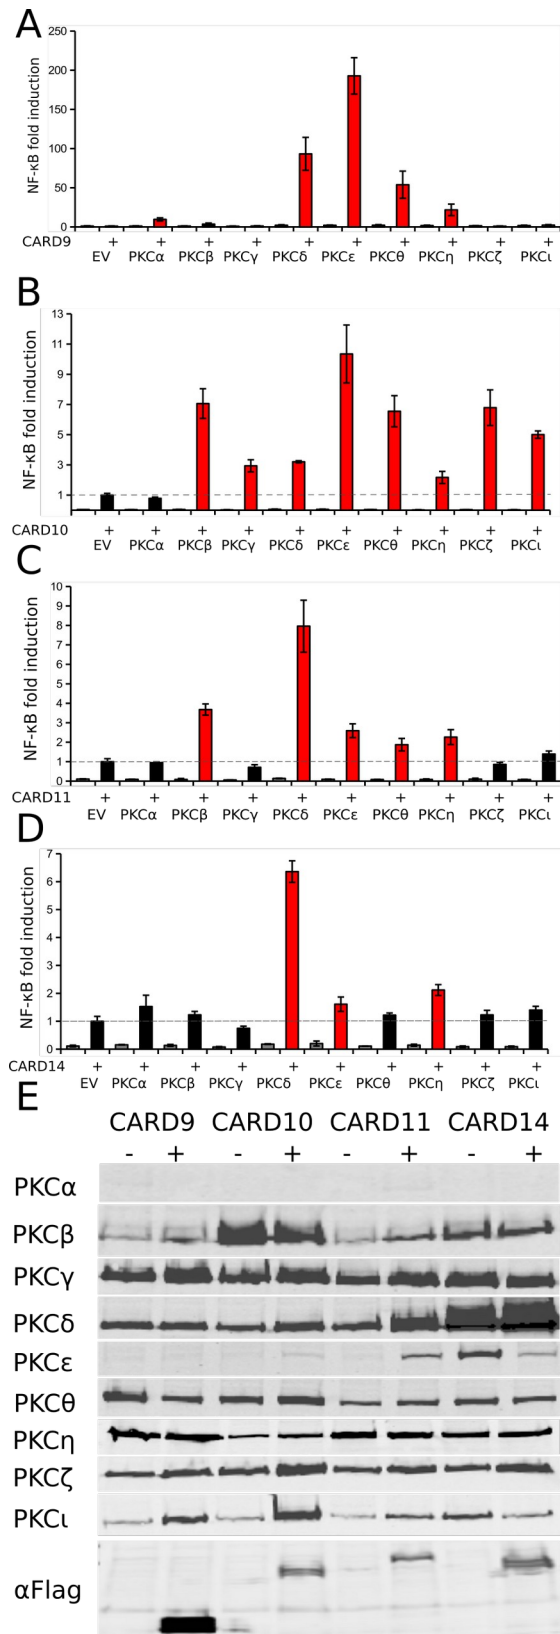 A
NF-κB fold induction
250
200
150
100
50
0
CARD9 + + + + + + + + + +
EV PKCα PKCβ PKCγ PKCδ PKCε PKCθ PKCη PKCζ PKCι
B
NF-κB fold induction
13
11
9
7
5
3
1
CARD10 + + + + + + + + + +
EV PKCα PKCβ PKCγ PKCδ PKCε PKCθ PKCη PKCζ PKCι
C
NF-κB fold induction
10
9
8
7
6
5
4
3
2
1
0
CARD11 + + + + + + + + + +
EV PKCα PKCβ PKCγ PKCδ PKCε PKCθ PKCη PKCζ PKCι
D
NF-κB fold induction
7
6
5
4
3
2
1
0
CARD14 + + + + + + + + + +
EV PKCα PKCβ PKCγ PKCδ PKCε PKCθ PKCη PKCζ PKCι
E
CARD9 CARD10 CARD11 CARD14
- + - + - + - +
PKCα
PKCβ
PKCγ
PKCδ
PKCε
PKCθ
PKCη
PKCζ
PKCι
αFlag